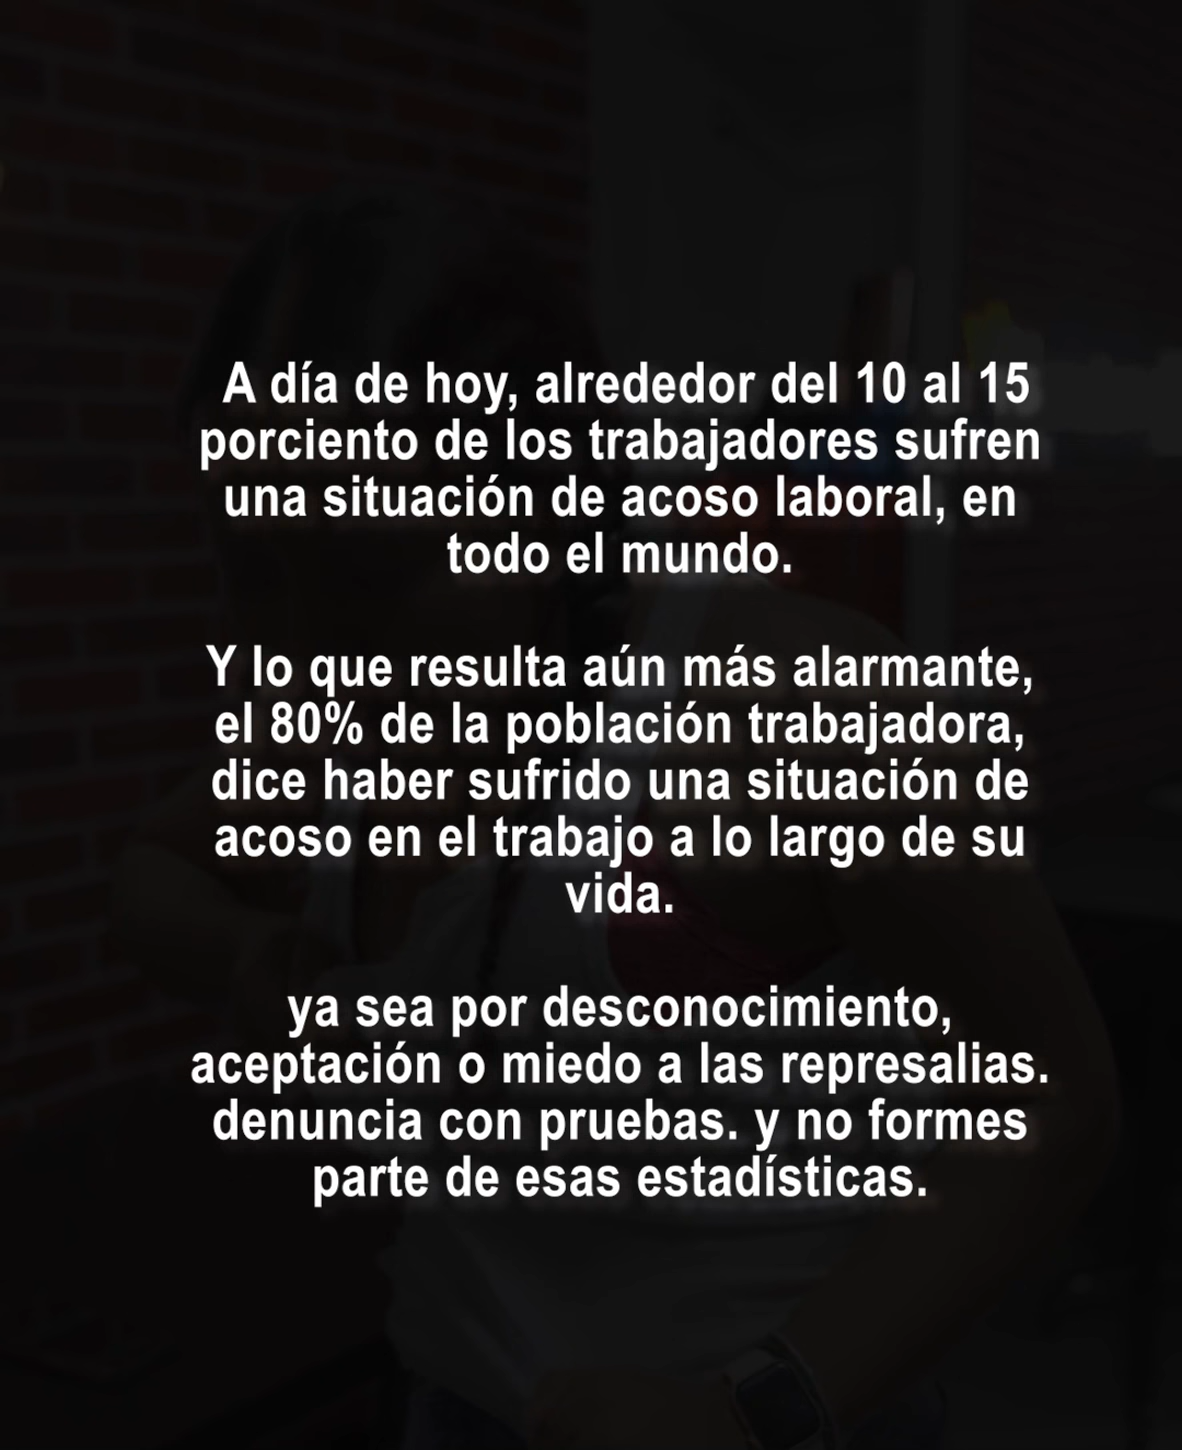 A día de hoy, alrededor del 10 al 15
porciento de los trabajadores sufren
una situación de acoso laboral, en
todo el mundo.
Y lo que resulta aún más alarmante,
el 80% de la población trabajadora,
dice haber sufrido una situación de
acoso en el trabajo a lo largo de su
vida.
ya sea por desconocimiento,
aceptación o miedo a las represalias.
denuncia con pruebas. y no formes
parte de esas estadísticas.